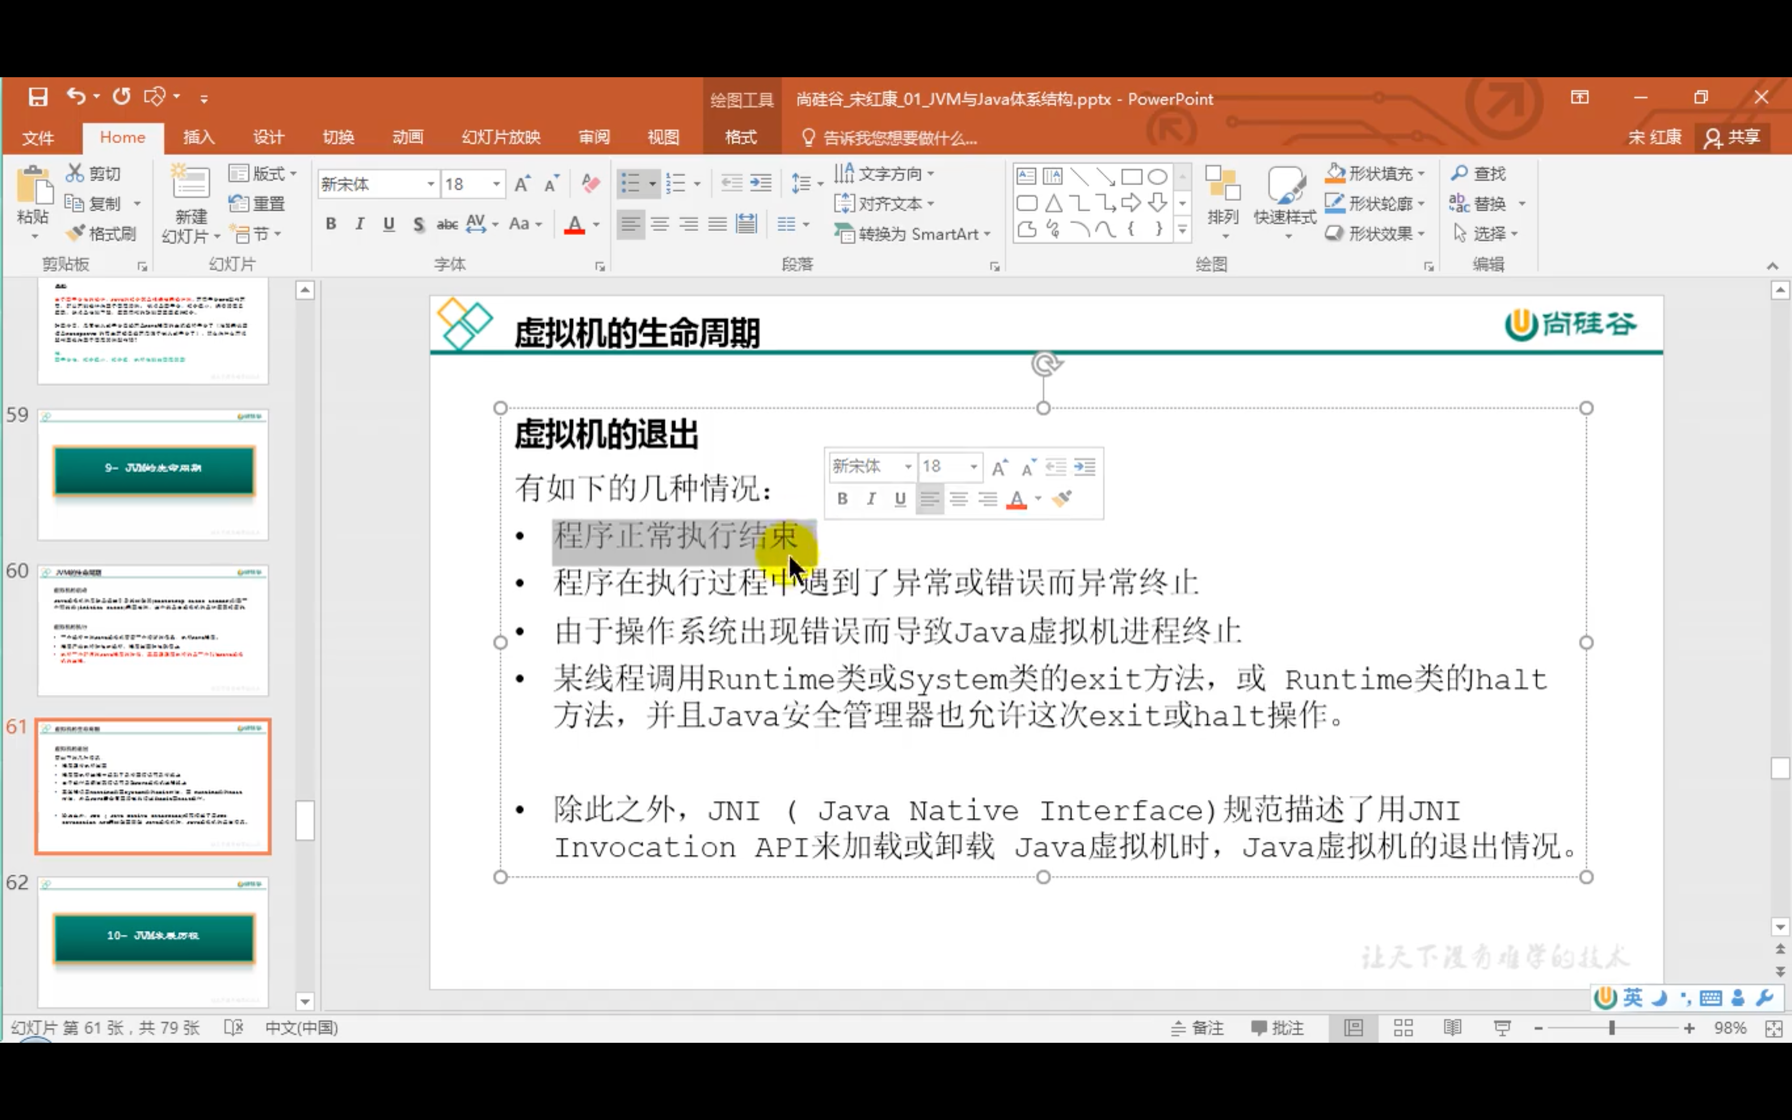 绘图工具
尚硅谷_宋红康_01_JVM与Java体系结构.pptx - PowerPoint
文件
Home
插入
设计
切换
动画
幻灯片放映
审阅
视图
格式
告诉我您想要做什么...
宋 红康
共享
粘贴
剪切
复制
格式刷
剪贴板
新建
幻灯片
版式
重置
节
幻灯片
新宋体
18
B I U S abc AV Aa A
字体
文字方向
对齐文本
转换为 SmartArt
段落
排列
快速样式
形状填充
形状轮廓
形状效果
绘图
查找
替换
选择
编辑
59
9- JVM的生命周期
60
61
62
10- JVM发展历程
虚拟机的生命周期
尚硅谷
虚拟机的退出
新宋体
18
B I U A
有如下的几种情况：
• 程序正常执行结束
• 程序在执行过程中遇到了异常或错误而异常终止
• 由于操作系统出现错误而导致Java虚拟机进程终止
• 某线程调用Runtime类或System类的exit方法，或 Runtime类的halt
方法，并且Java安全管理器也允许这次exit或halt操作。
• 除此之外，JNI ( Java Native Interface)规范描述了用JNI
Invocation API来加载或卸载 Java虚拟机时，Java虚拟机的退出情况。
让天下没有难学的技术
英
幻灯片 第 61 张，共 79 张
中文(中国)
备注
批注
98%